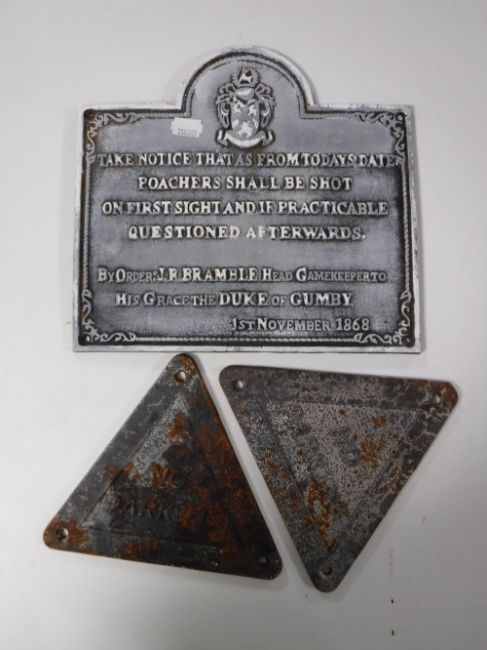 TAKE NOTICE THAT AS FROM TODAYS DATE
POACHERS SHALL BE SHOT
ON FIRST SIGHT AND IF PRACTICABLE
QUESTIONED AFTERWARDS.
BY ORDER: J.R. BRAMBLE HEAD GAMEKEEPER TO
HIS GRACE THE DUKE OF GUMBY.
1ST NOVEMBER 1868
NO